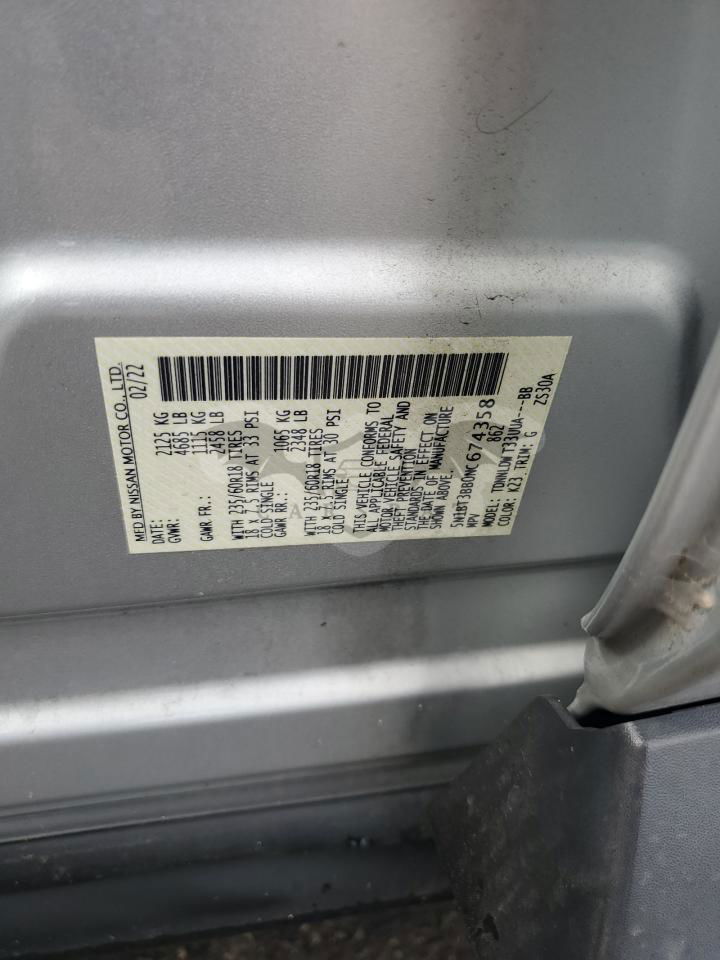 MFD BY NISSAN MOTOR CO., LTD.
DATE: 02/22
GVWR: 2125 KG
4685 LB
GAWR FR.: 1115 KG
2458 LB
WITH 235/60R18 TIRES
18 X 7.5 RIMS AT 33 PSI
COLD SINGLE
GAWR RR.: 1065 KG
2348 LB
WITH 235/60R18 TIRES
18 X 7.5 RIMS AT 30 PSI
COLD SINGLE
THIS VEHICLE CONFORMS TO
ALL APPLICABLE FEDERAL
MOTOR VEHICLE SAFETY AND
THEFT PREVENTION
STANDARDS IN EFFECT ON
THE DATE OF MANUFACTURE
SHOWN ABOVE.
5N1BT3BB0MC674358
MPV 862
MODEL: TDNNLDWT33UUA---BB
COLOR: K23 TRIM: G ZS30A